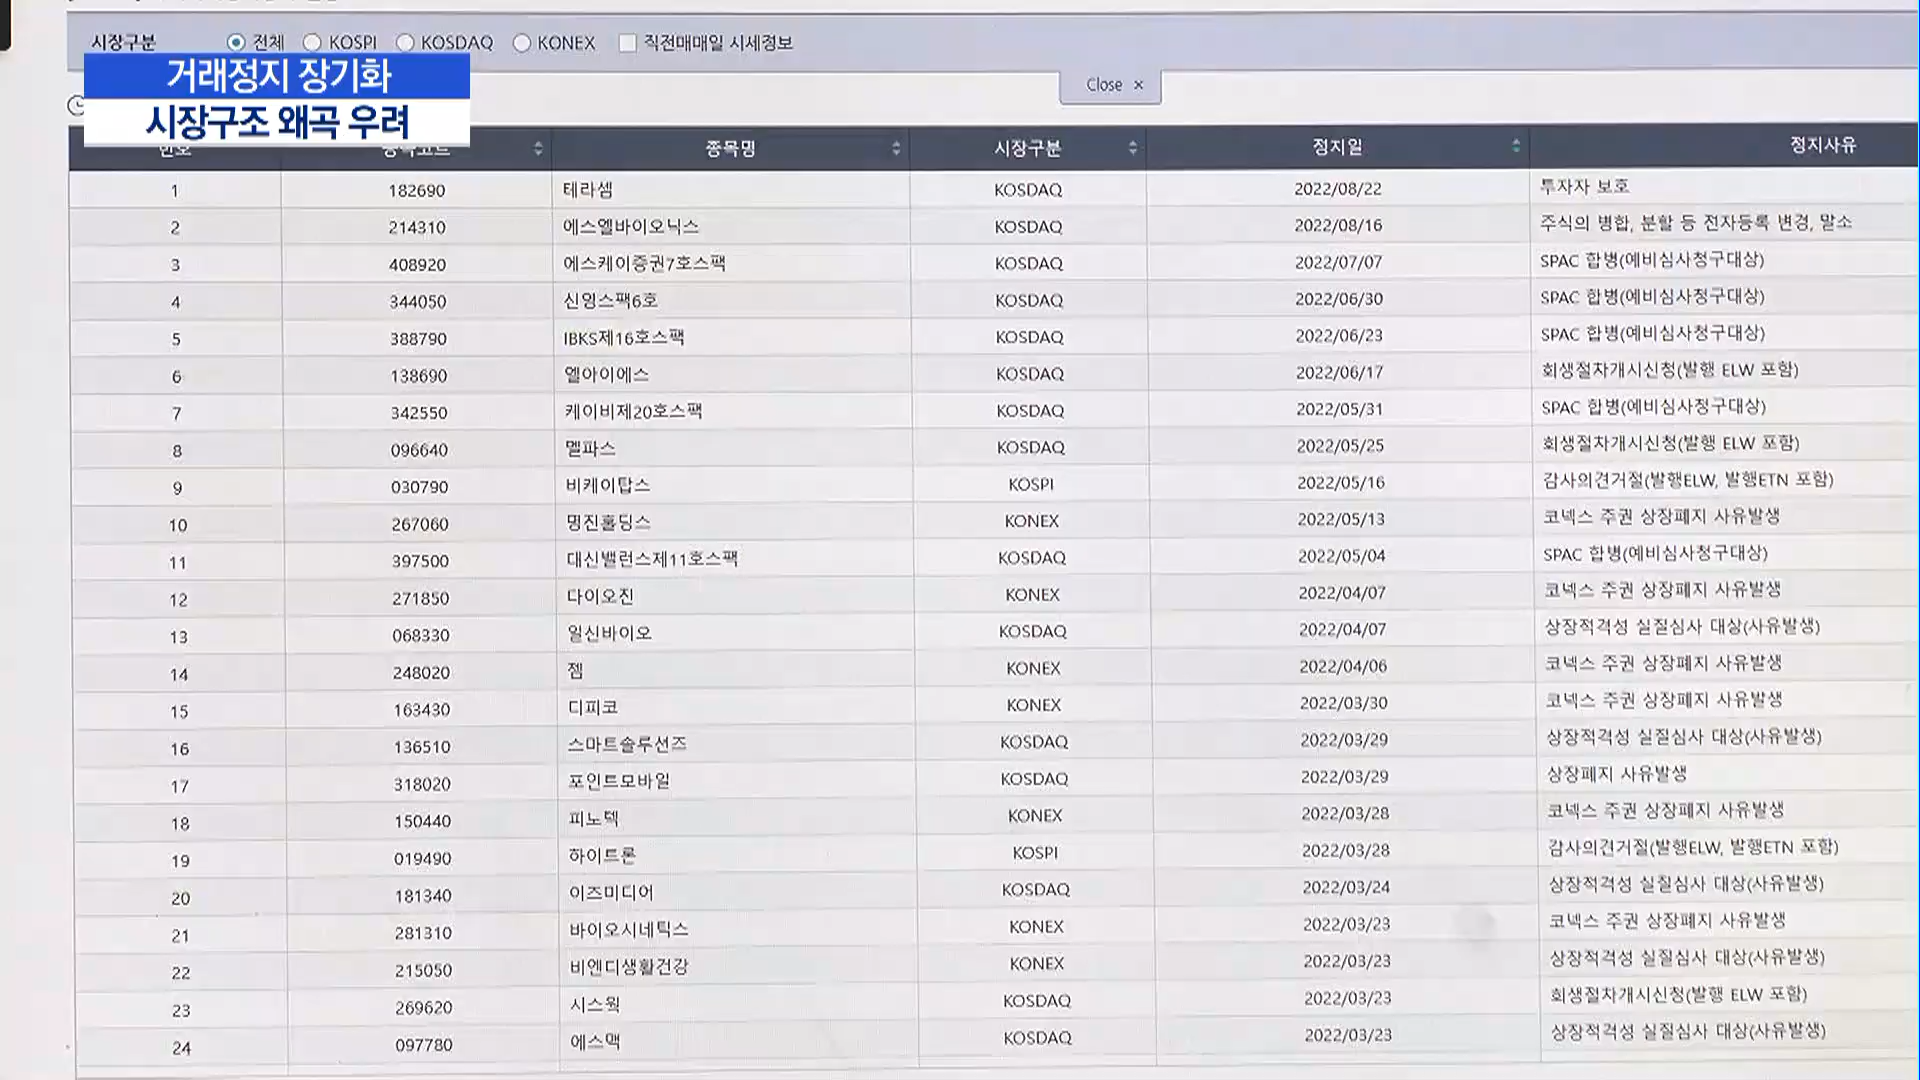 시장구분 전체 KOSPI KOSDAQ KONEX 직전매매일 시세정보
거래정지 장기화
시장구조 왜곡 우려
Close ×
번호 종목코드 종목명 시장구분 정지일 정지사유
1 182690 테라셈 KOSDAQ 2022/08/22 투자자 보호
2 214310 에스엘바이오닉스 KOSDAQ 2022/08/16 주식의 병합, 분할 등 전자등록 변경, 말소
3 408920 에스케이증권7호스팩 KOSDAQ 2022/07/07 SPAC 합병(예비심사청구대상)
4 344050 신영스팩6호 KOSDAQ 2022/06/30 SPAC 합병(예비심사청구대상)
5 388790 IBKS제16호스팩 KOSDAQ 2022/06/23 SPAC 합병(예비심사청구대상)
6 138690 엘아이에스 KOSDAQ 2022/06/17 회생절차개시신청(발행 ELW 포함)
7 342550 케이비제20호스팩 KOSDAQ 2022/05/31 SPAC 합병(예비심사청구대상)
8 096640 멜파스 KOSDAQ 2022/05/25 회생절차개시신청(발행 ELW 포함)
9 030790 비케이탑스 KOSPI 2022/05/16 감사의견거절(발행ELW, 발행ETN 포함)
10 267060 명진홀딩스 KONEX 2022/05/13 코넥스 주권 상장폐지 사유발생
11 397500 대신밸런스제11호스팩 KOSDAQ 2022/05/04 SPAC 합병(예비심사청구대상)
12 271850 다이오진 KONEX 2022/04/07 코넥스 주권 상장폐지 사유발생
13 068330 일신바이오 KOSDAQ 2022/04/07 상장적격성 실질심사 대상(사유발생)
14 248020 젬 KONEX 2022/04/06 코넥스 주권 상장폐지 사유발생
15 163430 디피코 KONEX 2022/03/30 코넥스 주권 상장폐지 사유발생
16 136510 스마트솔루션즈 KOSDAQ 2022/03/29 상장적격성 실질심사 대상(사유발생)
17 318020 포인트모바일 KOSDAQ 2022/03/29 상장폐지 사유발생
18 150440 피노텍 KONEX 2022/03/28 코넥스 주권 상장폐지 사유발생
19 019490 하이트론 KOSPI 2022/03/28 감사의견거절(발행ELW, 발행ETN 포함)
20 181340 이즈미디어 KOSDAQ 2022/03/24 상장적격성 실질심사 대상(사유발생)
21 281310 바이오시네틱스 KONEX 2022/03/23 코넥스 주권 상장폐지 사유발생
22 215050 비엔디생활건강 KONEX 2022/03/23 상장적격성 실질심사 대상(사유발생)
23 269620 시스웍 KOSDAQ 2022/03/23 회생절차개시신청(발행 ELW 포함)
24 097780 에스맥 KOSDAQ 2022/03/23 상장적격성 실질심사 대상(사유발생)